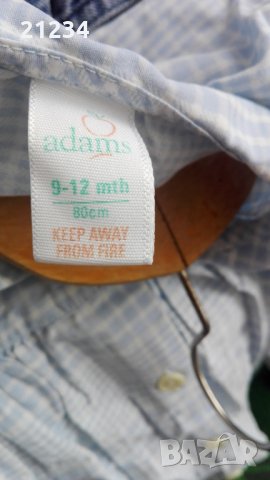 21234
adams
9-12 mth
80cm
KEEP AWAY
FROM FIRE
BAZAR